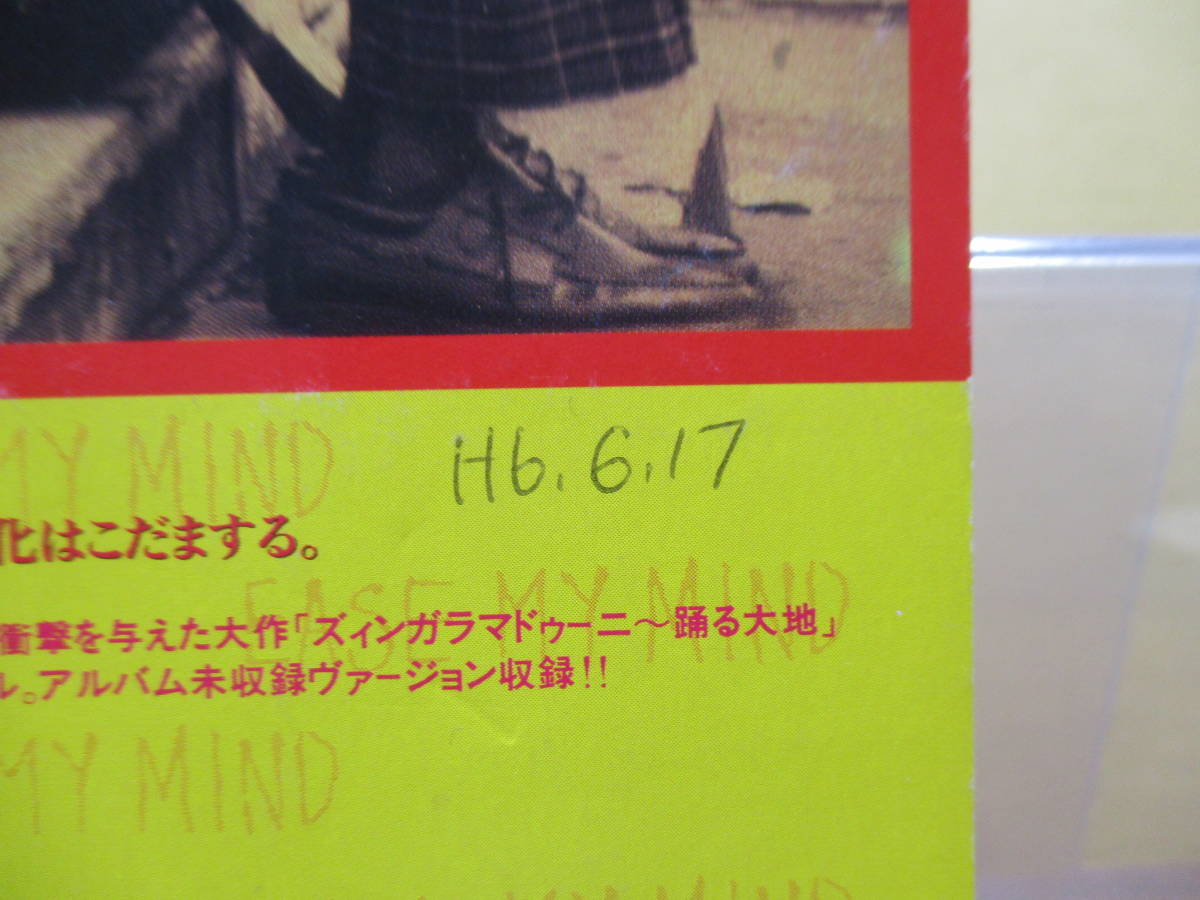 MY MIND
H6.6.17
化はこだまする。
EASE MY MIND
衝撃を与えた大作「ズィンガラマドゥーニ〜踊る大地」
ル。アルバム未収録ヴァージョン収録!!
MY MIND
MY MIND